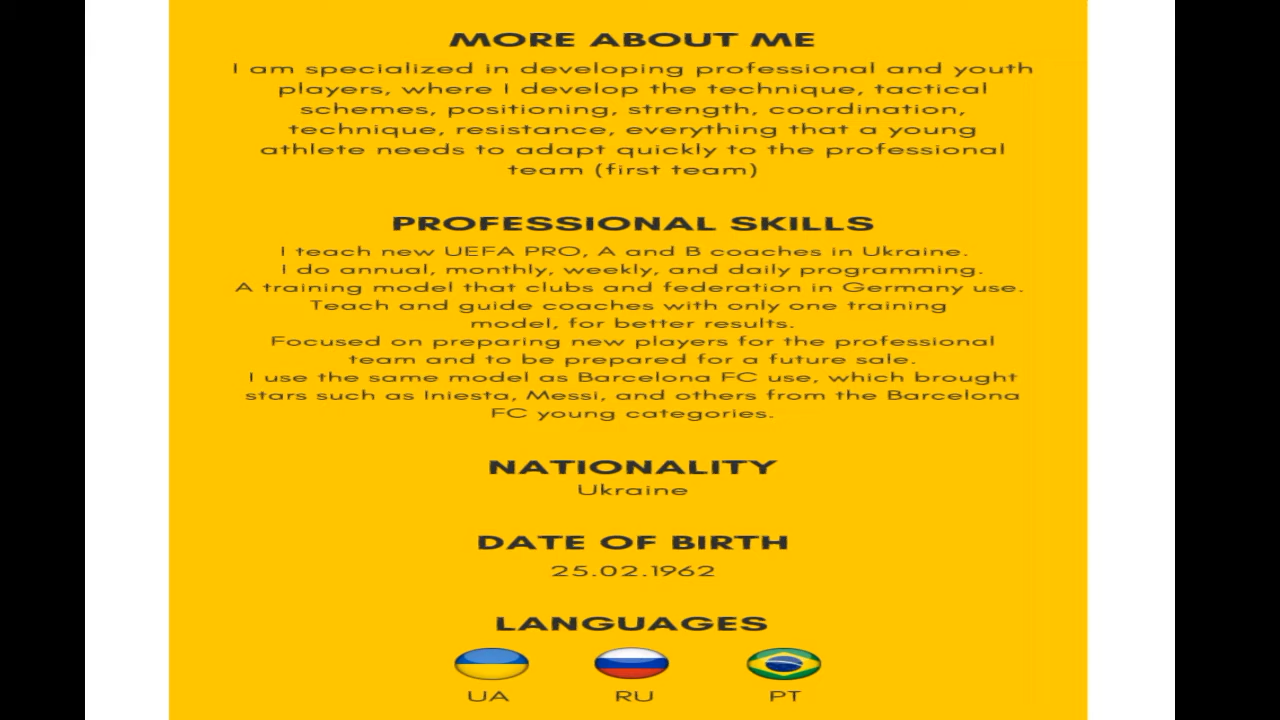 MORE ABOUT ME
I am specialized in developing professional and youth
players, where I develop the technique, tactical
schemes, positioning, strength, coordination,
technique, resistance, everything that a young
athlete needs to adapt quickly to the professional
team (first team)
PROFESSIONAL SKILLS
I teach new UEFA PRO, A and B coaches in Ukraine.
I do annual, monthly, weekly, and daily programming.
A training model that clubs and federation in Germany use.
Teach and guide coaches with only one training
model, for better results.
Focused on preparing new players for the professional
team and to be prepared for a future sale.
I use the same model as Barcelona FC use, which brought
stars such as Iniesta, Messi, and others from the Barcelona
FC young categories.
NATIONALITY
Ukraine
DATE OF BIRTH
25.02.1962
LANGUAGES
UA RU PT